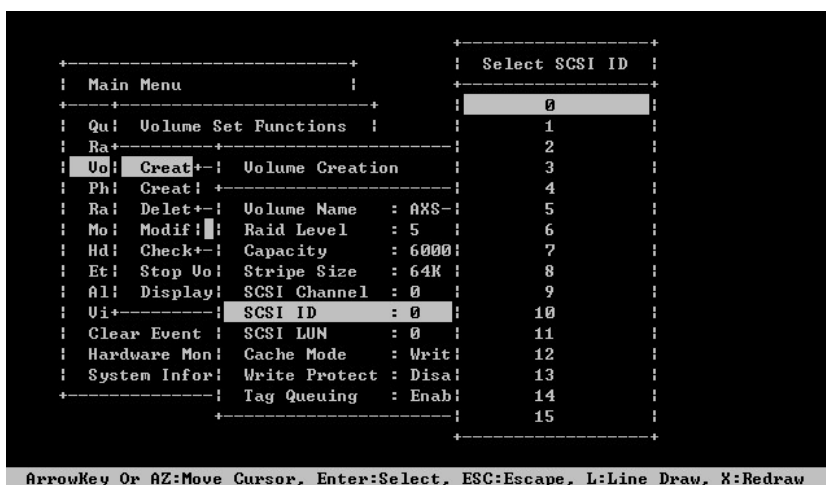 Select SCSI ID
Main Menu
0
Qu Volume Set Functions 1
Ra 2
Vo Creat Volume Creation 3
Ph Creat 4
Ra Delet Volume Name : AXS- 5
Mo Modif Raid Level : 5 6
Hd Check Capacity : 6000 7
Et Stop Vo Stripe Size : 64K 8
Al Display SCSI Channel : 0 9
Vi SCSI ID : 0 10
Clear Event SCSI LUN : 0 11
Hardware Mon Cache Mode : Writ 12
System Infor Write Protect : Disa 13
Tag Queuing : Enab 14
15
ArrowKey Or AZ:Move Cursor, Enter:Select, ESC:Escape, L:Line Draw, X:Redraw